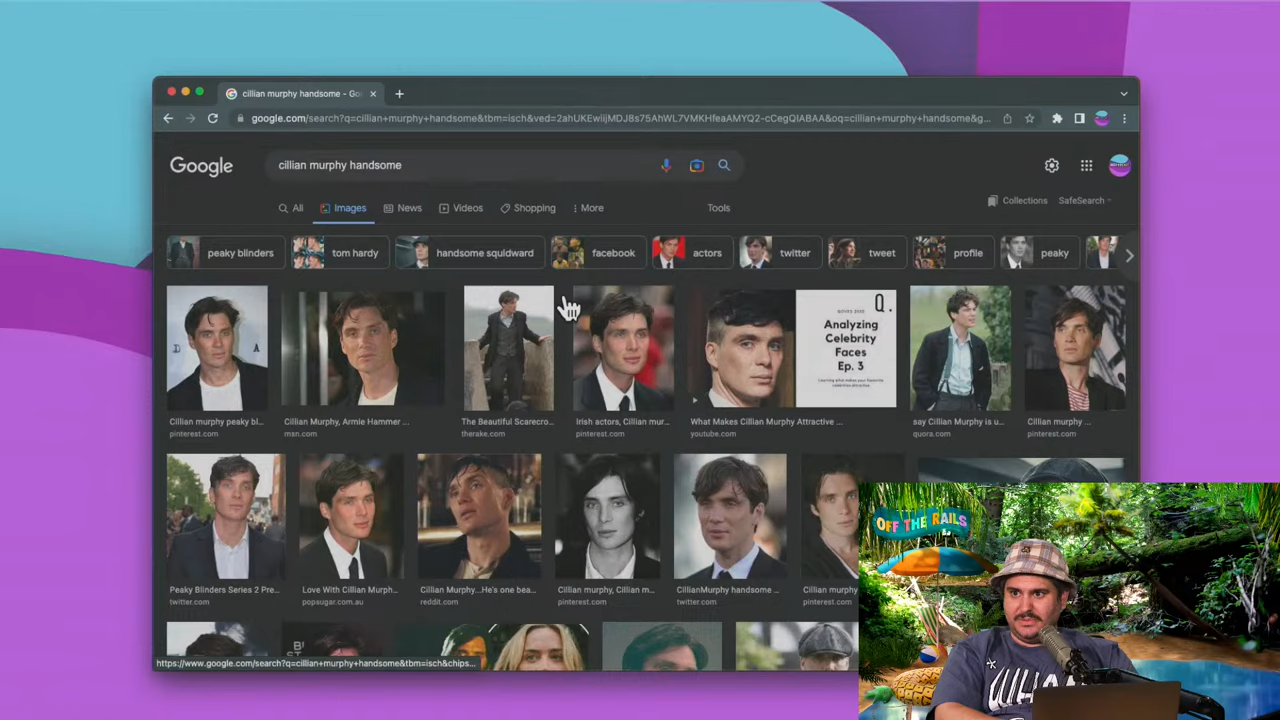 cillian murphy handsome - Go
google.com/search?q=cillian+murphy+handsome&tbm=isch&ved=2ahUKEwiijMDJ8s75AhWL7VMKHfeaAMYQ2-cCegQIABAA&oq=cillian+murphy+handsome&g...
Google
cillian murphy handsome
All
Images
News
Videos
Shopping
More
Tools
Collections
SafeSearch
peaky blinders
tom hardy
handsome squidward
facebook
actors
twitter
tweet
profile
peaky
D A
Q.
Analyzing
Celebrity
Faces
Ep. 3
Cillian murphy peaky bl...
Cillian Murphy, Armie Hammer ...
The Beautiful Scarecro...
Irish actors, Cillian mur...
What Makes Cillian Murphy Attractive ...
say Cillian Murphy is u...
Cillian murphy ...
pinterest.com
msn.com
therake.com
pinterest.com
youtube.com
quora.com
pinterest.com
OFF THE RAILS
Peaky Blinders Series 2 Pre...
Love With Cillian Murph...
Cillian Murphy...He's one bea...
Cillian murphy, Cillian m...
CillianMurphy handsome ...
Cillian murph
twitter.com
popsugar.com.au
reddit.com
pinterest.com
twitter.com
pinterest.com
https://www.google.com/search?q=cillian+murphy+handsome&tbm=isch&chips...